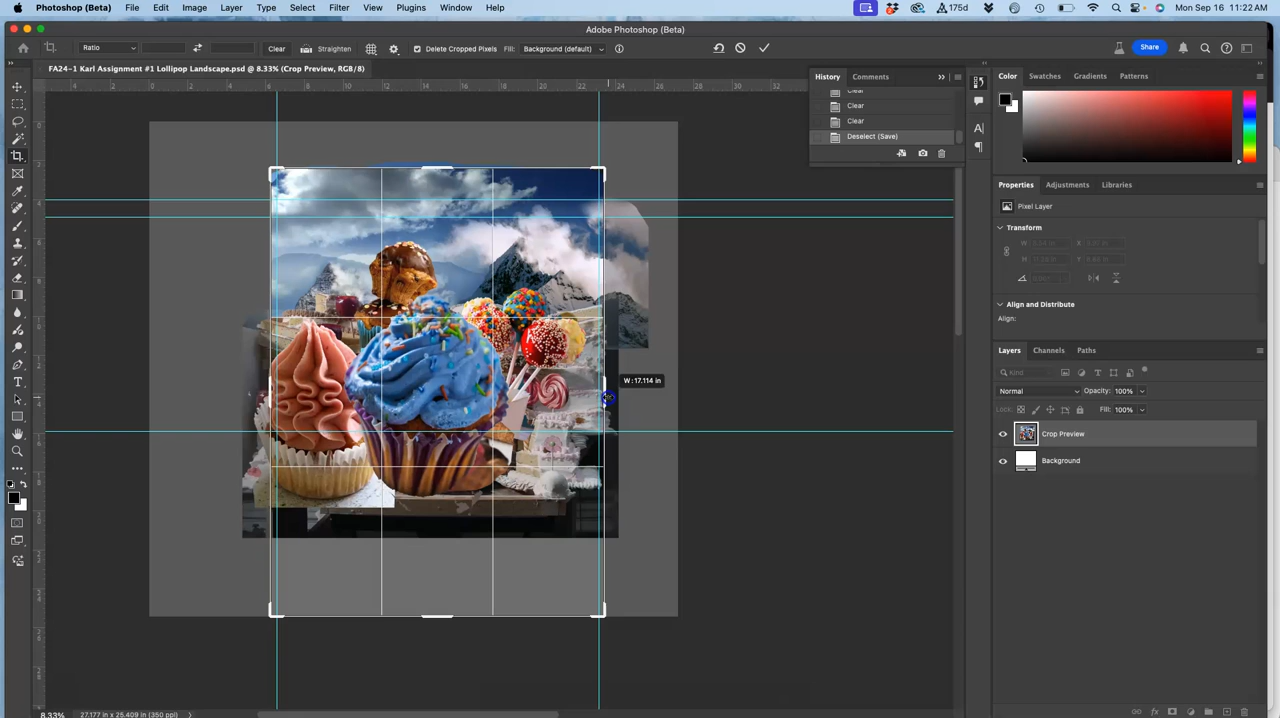 Photoshop (Beta) File Edit Image Layer Type Select Filter View Plugins Window Help 175d Mon Sep 16 11:22 AM
Adobe Photoshop (Beta)
Ratio Clear Straighten Delete Cropped Pixels Fill: Background (default) Share
FA24-1 Karl Assignment #1 Lollipop Landscape.psd @ 8.33% (Crop Preview, RGB/8)
History Comments
Clear
Clear
Clear
Deselect (Save)
Color Swatches Gradients Patterns
Properties Adjustments Libraries
Pixel Layer
Transform
W H X Y
Align and Distribute
Align:
W: 17.114 in
Layers Channels Paths
Kind
Normal Opacity: 100%
Lock: Fill: 100%
Crop Preview
Background
8.33% 27.177 in x 25.409 in (350 ppi)